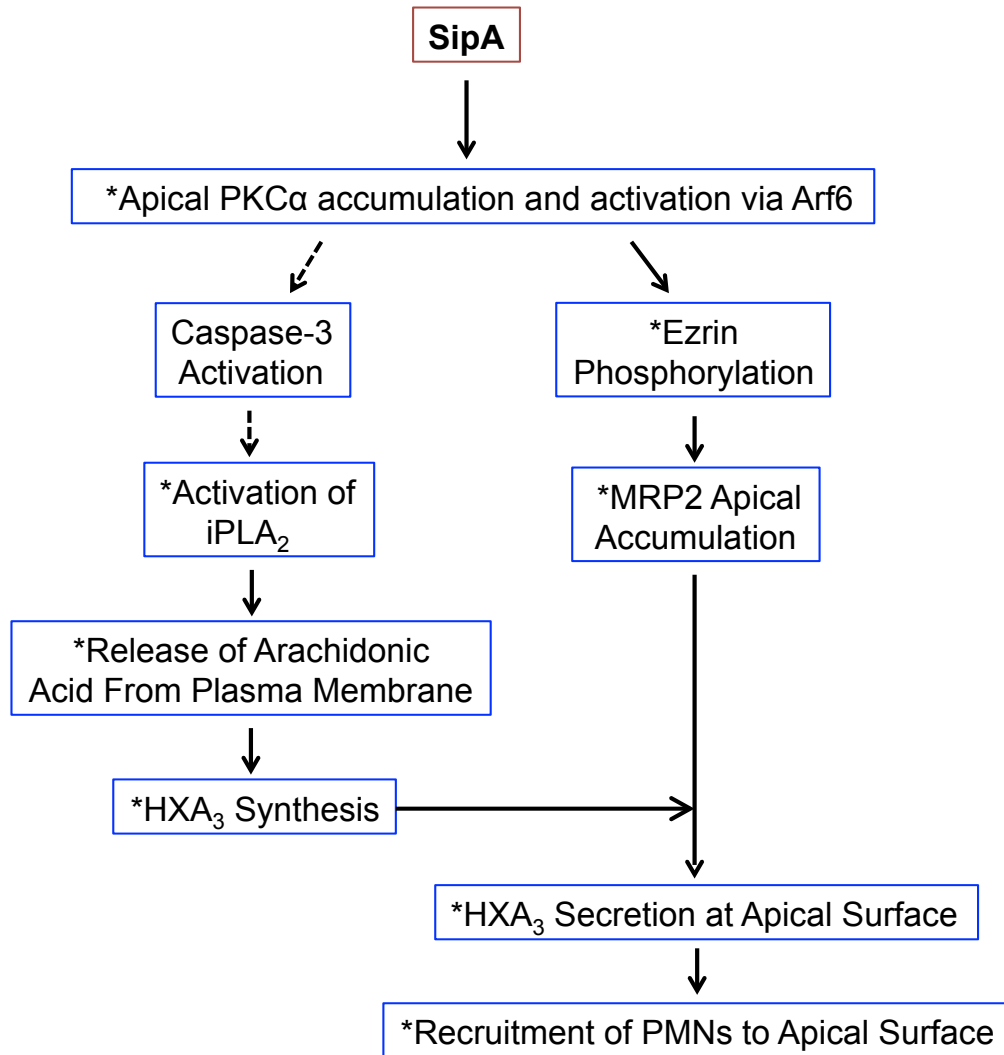 SipA
*Apical PKCα accumulation and activation via Arf6
Caspase-3
Activation
*Ezrin
Phosphorylation
*Activation of
iPLA₂
*MRP2 Apical
Accumulation
*Release of Arachidonic
Acid From Plasma Membrane
*HXA₃ Synthesis
*HXA₃ Secretion at Apical Surface
*Recruitment of PMNs to Apical Surface